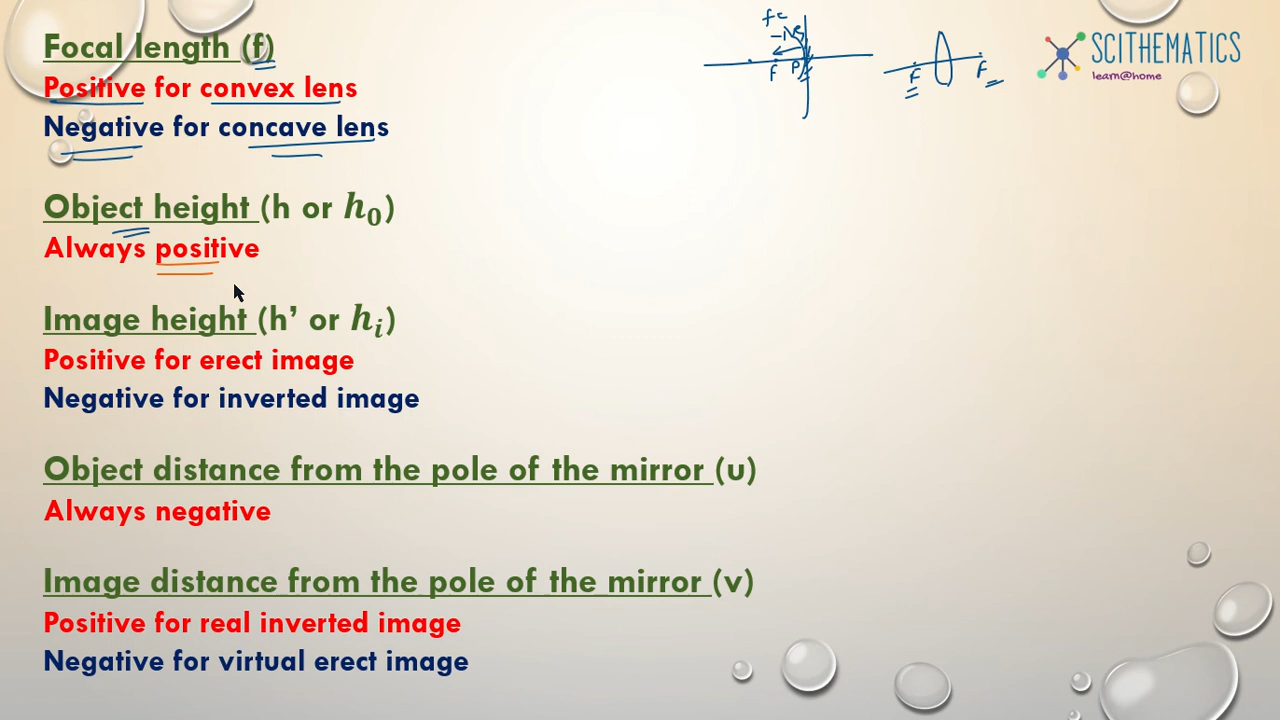 Focal length (f)
Positive for convex lens
Negative for concave lens
Object height (h or h₀)
Always positive
Image height (h’ or hᵢ)
Positive for erect image
Negative for inverted image
Object distance from the pole of the mirror (u)
Always negative
Image distance from the pole of the mirror (v)
Positive for real inverted image
Negative for virtual erect image
F P
F F
SCITHEMATICS
learn@home